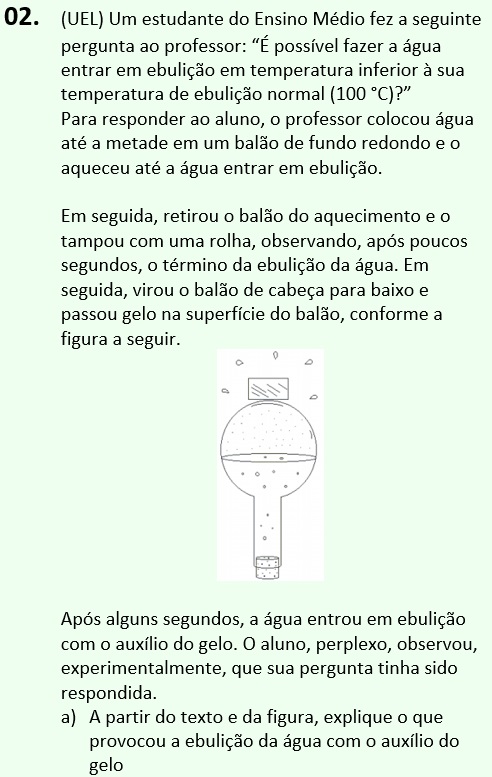 02. (UEL) Um estudante do Ensino Médio fez a seguinte
pergunta ao professor: “É possível fazer a água
entrar em ebulição em temperatura inferior à sua
temperatura de ebulição normal (100 °C)?”
Para responder ao aluno, o professor colocou água
até a metade em um balão de fundo redondo e o
aqueceu até a água entrar em ebulição.
Em seguida, retirou o balão do aquecimento e o
tampou com uma rolha, observando, após poucos
segundos, o término da ebulição da água. Em
seguida, virou o balão de cabeça para baixo e
passou gelo na superfície do balão, conforme a
figura a seguir.
Após alguns segundos, a água entrou em ebulição
com o auxílio do gelo. O aluno, perplexo, observou,
experimentalmente, que sua pergunta tinha sido
respondida.
a) A partir do texto e da figura, explique o que
provocou a ebulição da água com o auxílio do
gelo